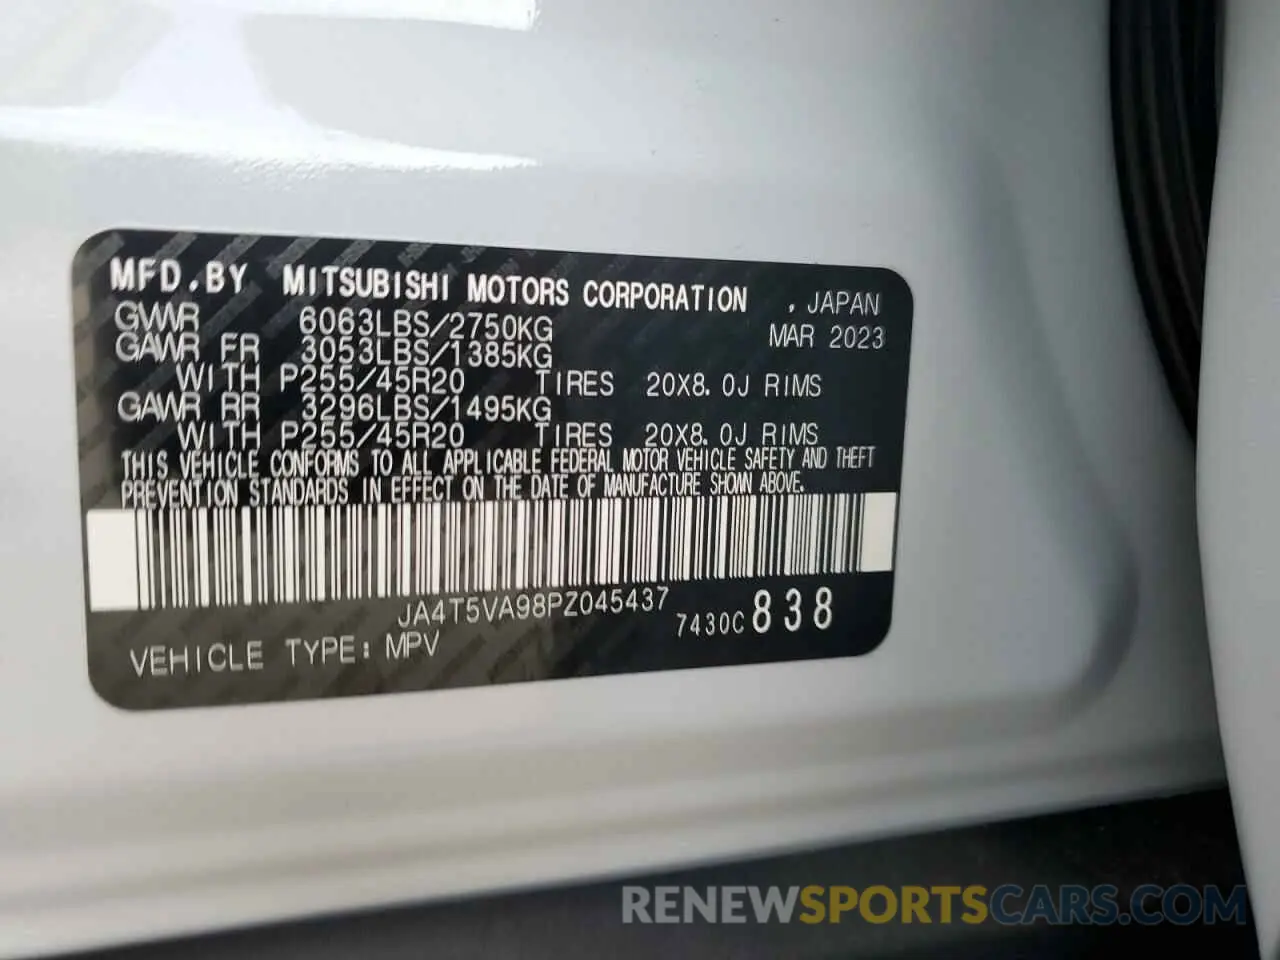 MFD.BY MITSUBISHI MOTORS CORPORATION , JAPAN
GVWR 6063LBS/2750KG MAR 2023
GAWR FR 3053LBS/1385KG
WITH P255/45R20 TIRES 20X8.0J RIMS
GAWR RR 3296LBS/1495KG
WITH P255/45R20 TIRES 20X8.0J RIMS
THIS VEHICLE CONFORMS TO ALL APPLICABLE FEDERAL MOTOR VEHICLE SAFETY AND THEFT
PREVENTION STANDARDS IN EFFECT ON THE DATE OF MANUFACTURE SHOWN ABOVE.
JA4T5VA98PZ045437 7430C 838
VEHICLE TYPE: MPV
RENEWSPORTSCARS.COM